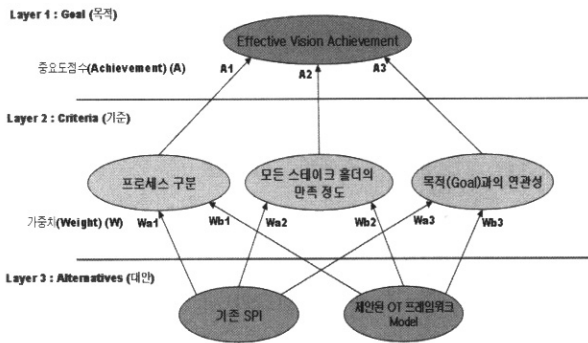 Layer 1 : Goal (목적)
Effective Vision Achievement
중요도점수(Achievement) (A)
A1
A2
A3
Layer 2 : Criteria (기준)
프로세스 구분
모든 스테이크 홀더의
만족 정도
목적(Goal)과의 연관성
가중치(Weight) (W)
Wa1
Wb1
Wa2
Wb2
Wa3
Wb3
Layer 3 : Alternatives (대안)
기존 SPI
제안된 OT 프레임워크
Model